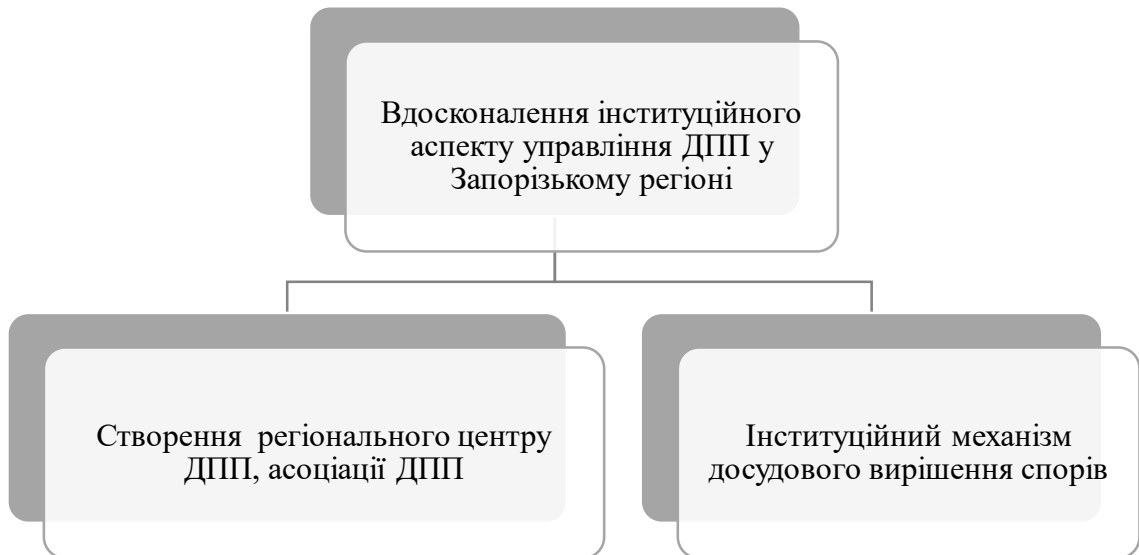 Вдосконалення інституційного
аспекту управління ДПП у
Запорізькому регіоні
Створення регіонального центру
ДПП, асоціації ДПП
Інституційний механізм
досудового вирішення спорів